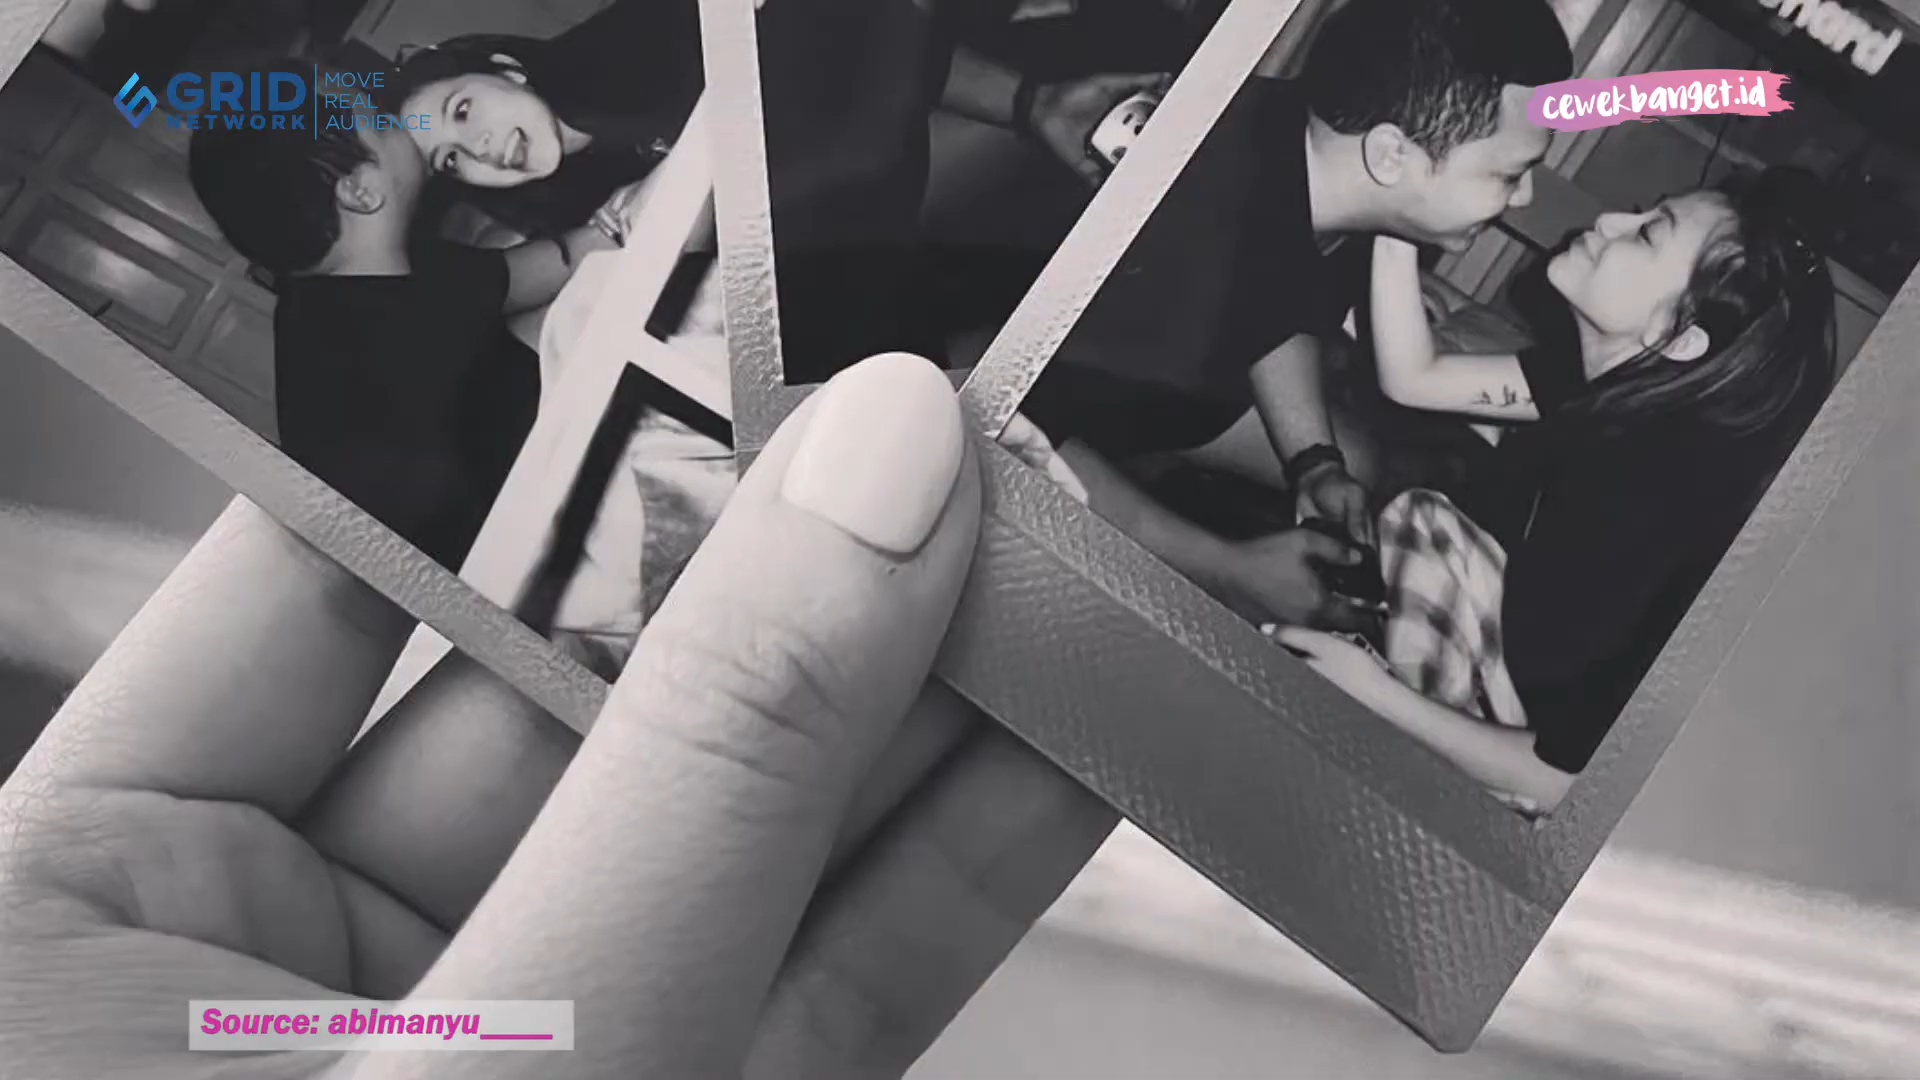 GRID
NETWORK
MOVE
REAL
AUDIENCE
cewekbanget.id
Source: abimanyu____